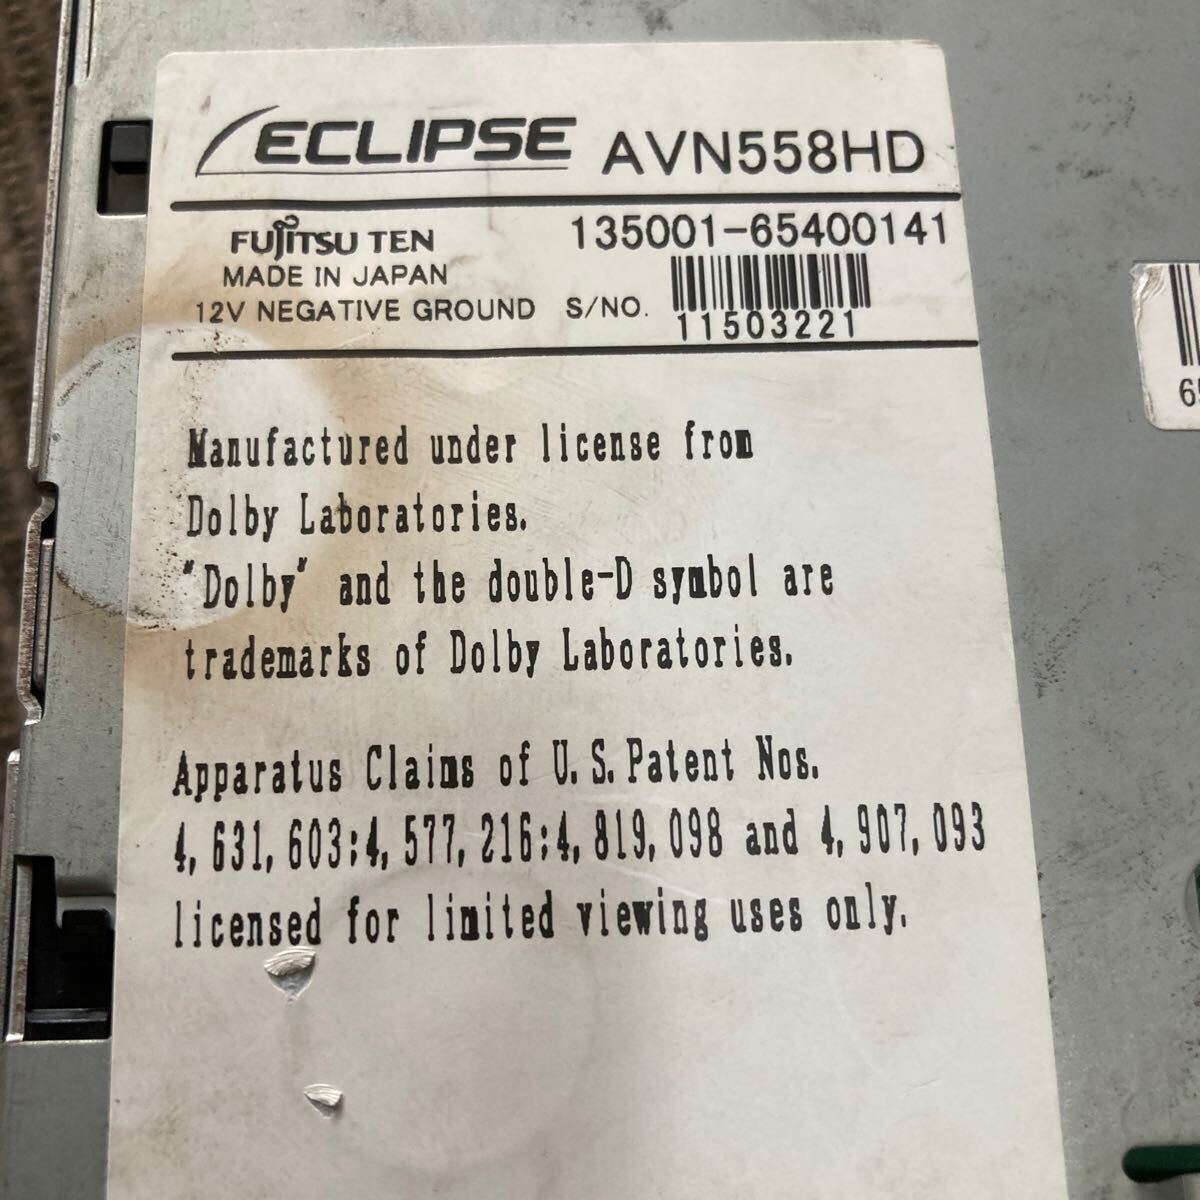 ECLIPSE AVN558HD
FUJITSU TEN 135001-65400141
MADE IN JAPAN
12V NEGATIVE GROUND S/NO.
11503221
Manufactured under license from
Dolby Laboratories.
"Dolby" and the double-D symbol are
trademarks of Dolby Laboratories.
Apparatus Claims of U.S.Patent Nos.
4,631,603;4,577,216;4,819,098 and 4,907,093
licensed for limited viewing uses only.